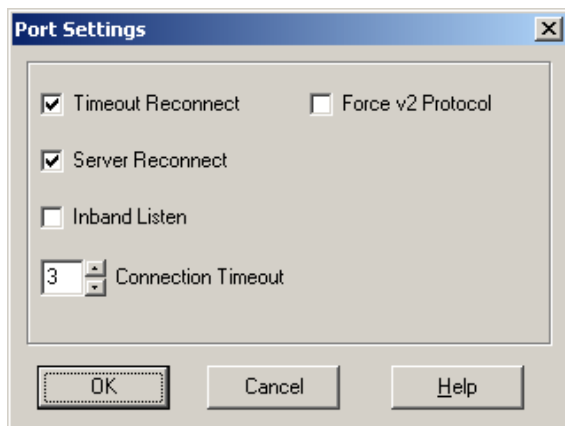 Port Settings
Timeout Reconnect Force v2 Protocol
Server Reconnect
Inband Listen
3 Connection Timeout
OK Cancel Help